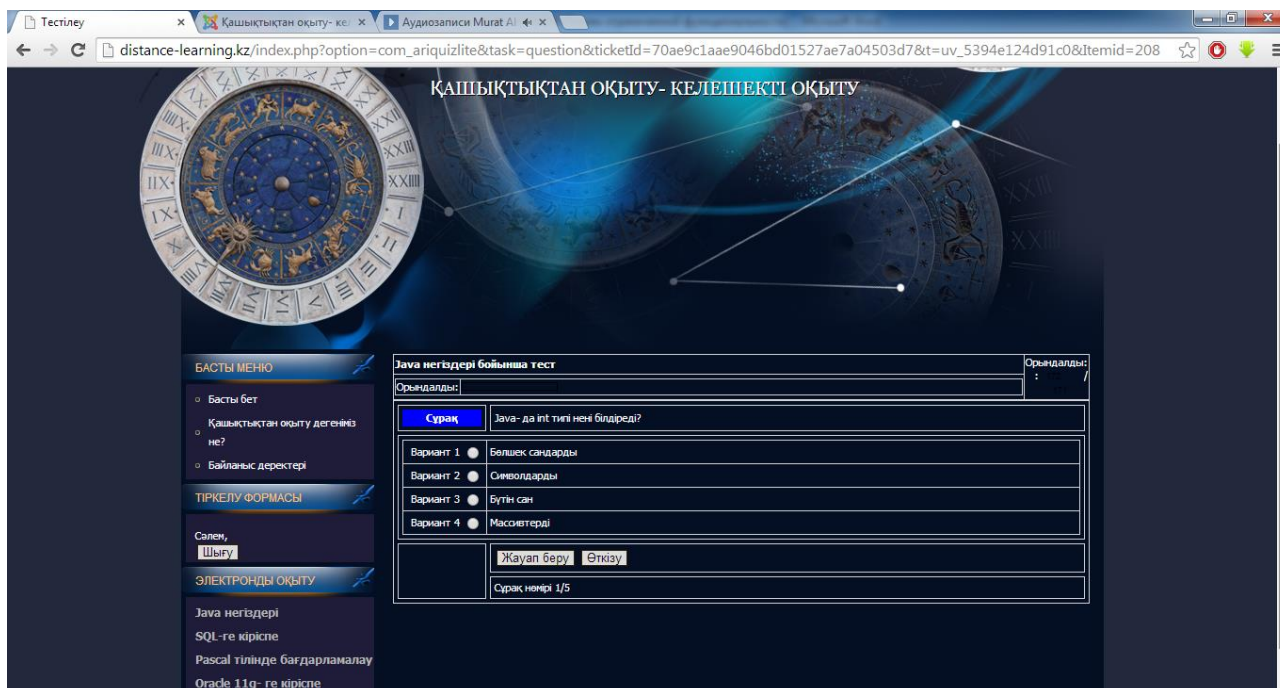 Тестілеу
Қашықтықтан оқыту- ке
Аудиозаписи Murat Al
distance-learning.kz/index.php?option=com_ariquizlite&task=question&ticketId=70ae9c1aae9046bd01527ae7a04503d7&t=uv_5394e124d91c0&Itemid=208
ҚАШЫҚТЫҚТАН ОҚЫТУ- КЕЛЕШЕКТІ ОҚЫТУ
БАСТЫ МЕНЮ
Басты бет
Қашықтықтан оқыту дегеніміз
не?
Байланыс деректері
ТІРКЕЛУ ФОРМАСЫ
Сәлем,
Шығу
ЭЛЕКТРОНДЫ ОҚЫТУ
Java негіздері
SQL-ге кіріспе
Pascal тілінде бағдарламалау
Oracle 11g- ге кіріспе
Java негіздері бойынша тест
Орындалды:
: /
Орындалды:
Сұрақ
Java- да int типі нені білдіреді?
Вариант 1 Бөлшек сандарды
Вариант 2 Символдарды
Вариант 3 Бүтін сан
Вариант 4 Массивтерді
Жауап беру Өткізу
Сұрақ нөмірі 1/5